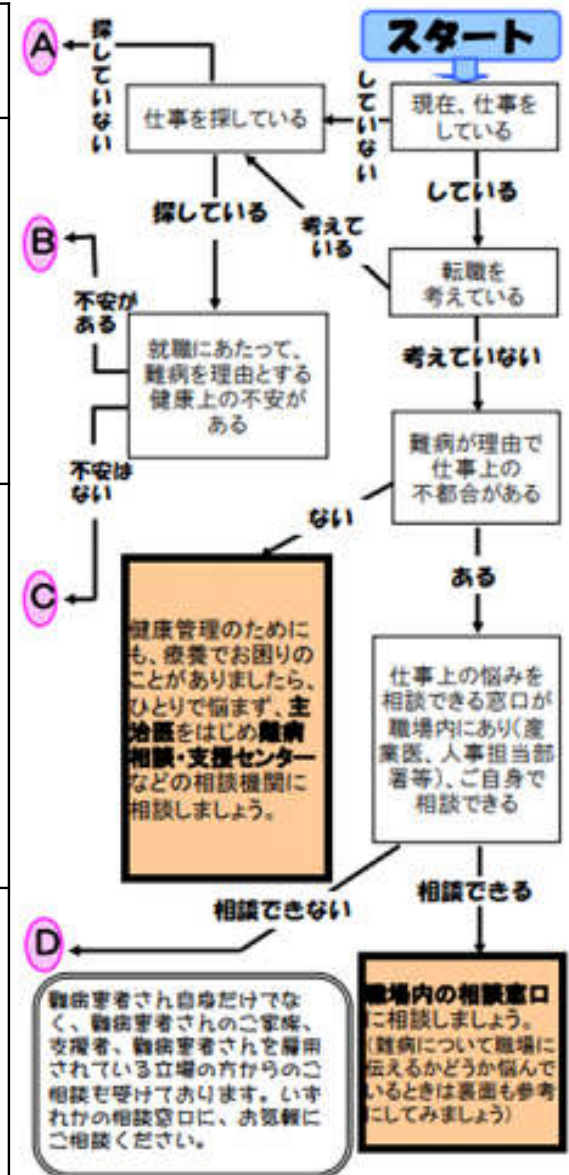 スタート
A
探していない
仕事を探している
していない
現在、仕事を
している
している
探している
考えて
いる
転職を
考えている
B
不安が
ある
就職にあたって、
難病を理由とする
健康上の不安が
ある
考えていない
不安は
ない
難病が理由で
仕事上の
不都合がある
ない
ある
C
健康管理のためにも、療養でお困りのことがありましたら、
ひとりで悩まず、主
治医をはじめ難病
相談・支援センター
などの相談機関に
相談しましょう。
仕事上の悩みを
相談できる窓口が
職場内にあり(産
業医、人事担当部
署等)、ご自身で
相談できる
相談できない
相談できる
D
難病患者さん自身だけでな
く、難病患者さんのご家族、
支援者、難病患者さんを雇用
されている立場の方からのご
相談も受けております。いず
れかの相談窓口に、お気軽に
ご相談ください。
職場内の相談窓口
に相談しましょう。
(難病について職場に
伝えるかどうか悩んで
いるときは裏面も参考
にしてみましょう)